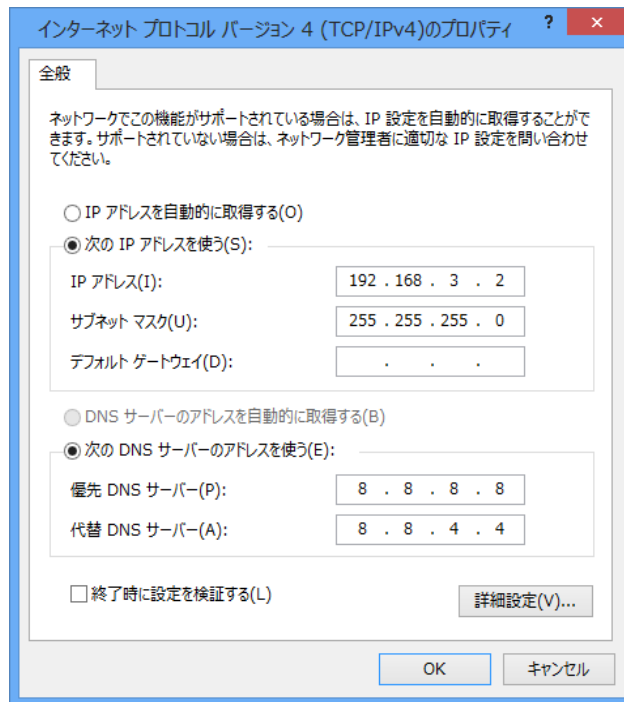 インターネット プロトコル バージョン 4 (TCP/IPv4)のプロパティ ? ×
全般
ネットワークでこの機能がサポートされている場合は、IP 設定を自動的に取得することがで
きます。サポートされていない場合は、ネットワーク管理者に適切な IP 設定を問い合わせ
てください。
IP アドレスを自動的に取得する(O)
次の IP アドレスを使う(S):
IP アドレス(I): 192 . 168 . 3 . 2
サブネット マスク(U): 255 . 255 . 255 . 0
デフォルト ゲートウェイ(D): . . .
DNS サーバーのアドレスを自動的に取得する(B)
次の DNS サーバーのアドレスを使う(E):
優先 DNS サーバー(P): 8 . 8 . 8 . 8
代替 DNS サーバー(A): 8 . 8 . 4 . 4
終了時に設定を検証する(L)
詳細設定(V)...
OK キャンセル